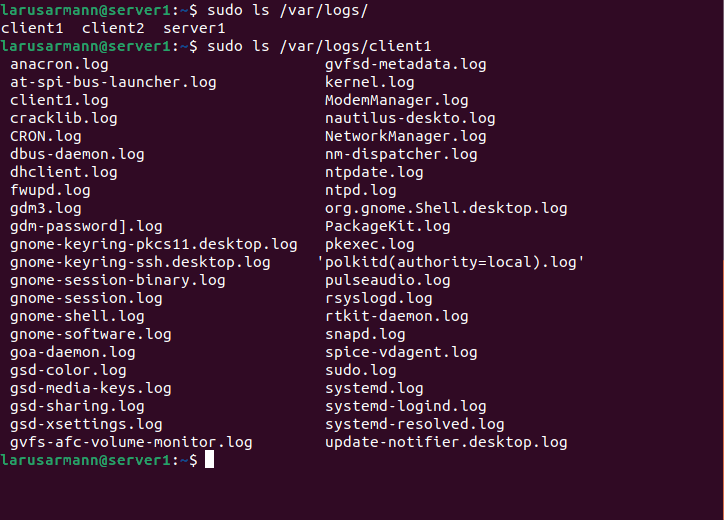 larusarmann@server1:~$ sudo ls /var/logs/
client1  client2  server1
larusarmann@server1:~$ sudo ls /var/logs/client1
 anacron.log                        gvfsd-metadata.log
 at-spi-bus-launcher.log            kernel.log
 client1.log                        ModemManager.log
 cracklib.log                       nautilus-deskto.log
 CRON.log                           NetworkManager.log
 dbus-daemon.log                    nm-dispatcher.log
 dhclient.log                       ntpdate.log
 fwupd.log                          ntpd.log
 gdm3.log                           org.gnome.Shell.desktop.log
 gdm-password].log                  PackageKit.log
 gnome-keyring-pkcs11.desktop.log   pkexec.log
 gnome-keyring-ssh.desktop.log     'polkitd(authority=local).log'
 gnome-session-binary.log           pulseaudio.log
 gnome-session.log                  rsyslogd.log
 gnome-shell.log                    rtkit-daemon.log
 gnome-software.log                 snapd.log
 goa-daemon.log                     spice-vdagent.log
 gsd-color.log                      sudo.log
 gsd-media-keys.log                 systemd.log
 gsd-sharing.log                    systemd-logind.log
 gsd-xsettings.log                  systemd-resolved.log
 gvfs-afc-volume-monitor.log        update-notifier.desktop.log
larusarmann@server1:~$